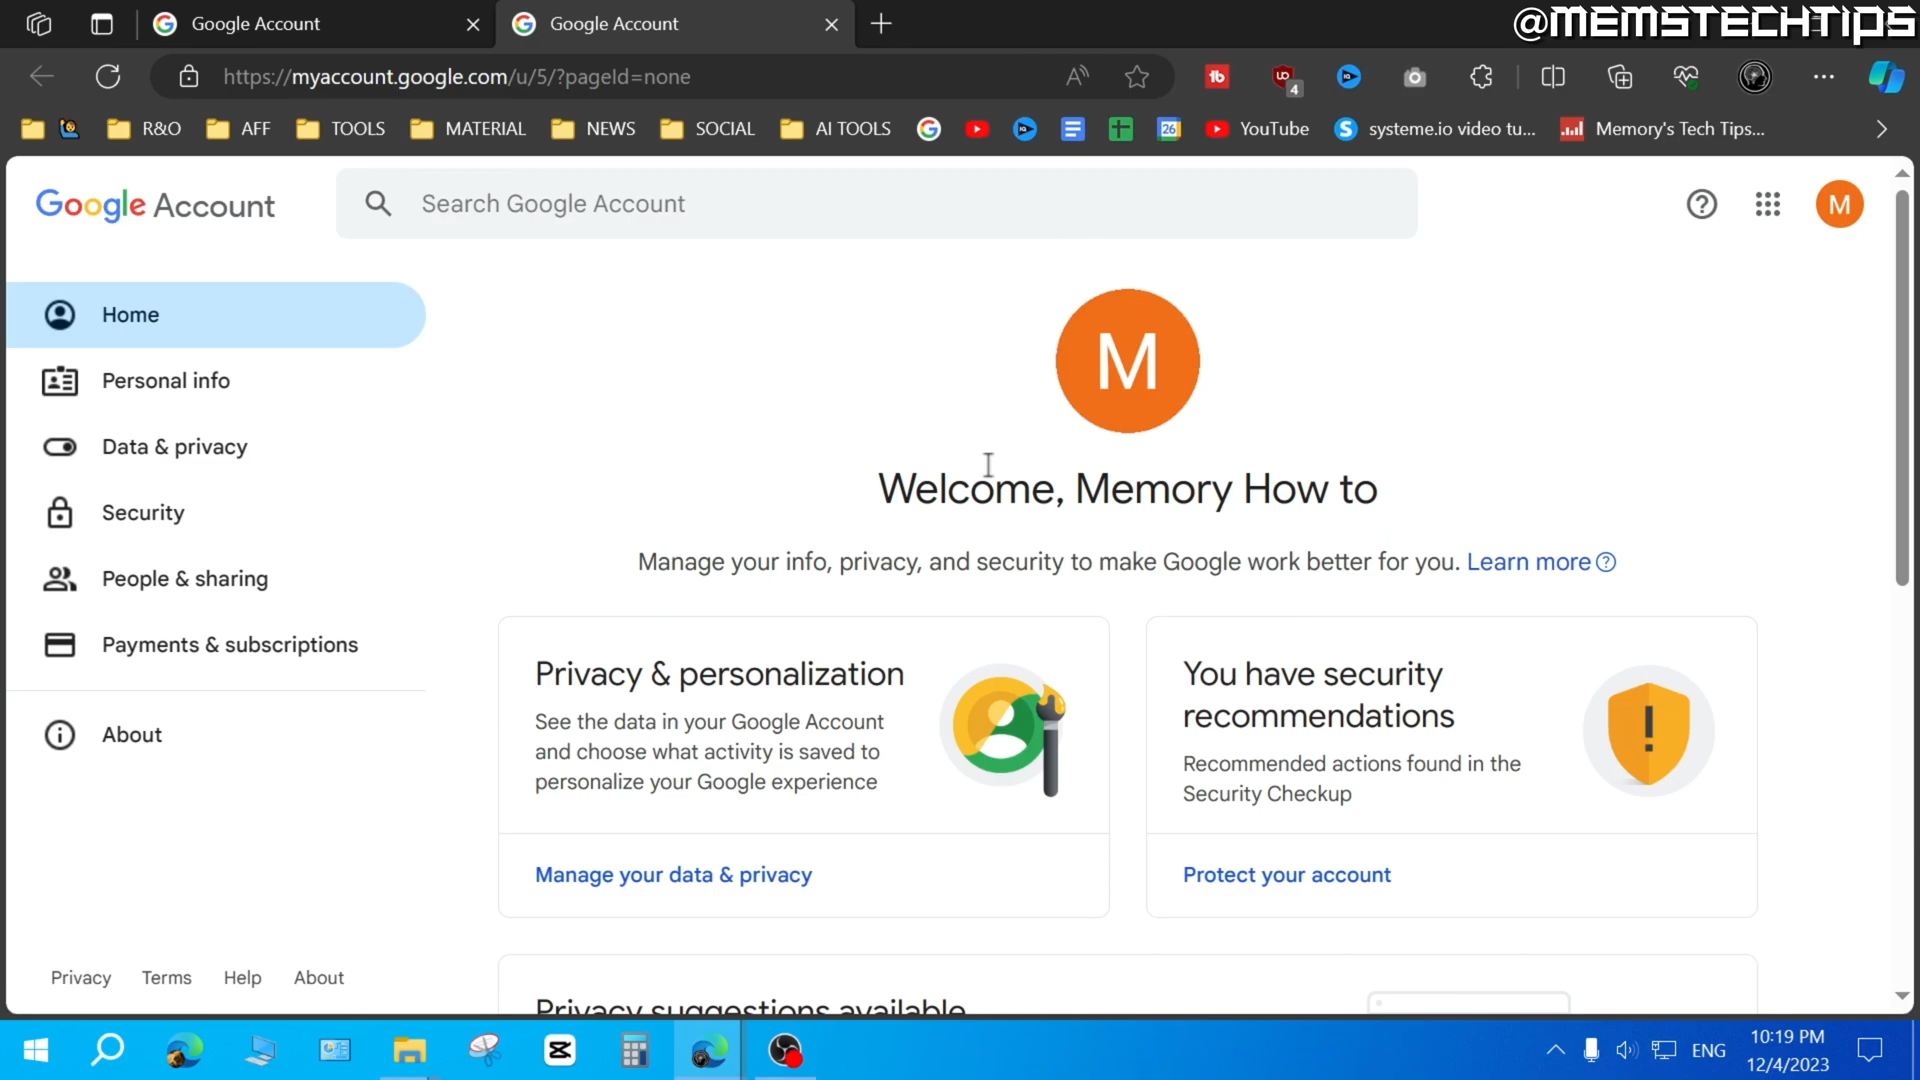 Google Account
Google Account
@MEMSTECHTIPS
https://myaccount.google.com/u/5/?pageId=none
4
R&O
AFF
TOOLS
MATERIAL
NEWS
SOCIAL
AI TOOLS
26
YouTube
systeme.io video tu...
Memory's Tech Tips...
Google Account
Search Google Account
M
Home
Personal info
Data & privacy
Security
People & sharing
Payments & subscriptions
About
M
Welcome, Memory How to
Manage your info, privacy, and security to make Google work better for you. Learn more
Privacy & personalization
See the data in your Google Account
and choose what activity is saved to
personalize your Google experience
Manage your data & privacy
You have security
recommendations
Recommended actions found in the
Security Checkup
Protect your account
Privacy suggestions available
Privacy
Terms
Help
About
ENG
10:19 PM
12/4/2023